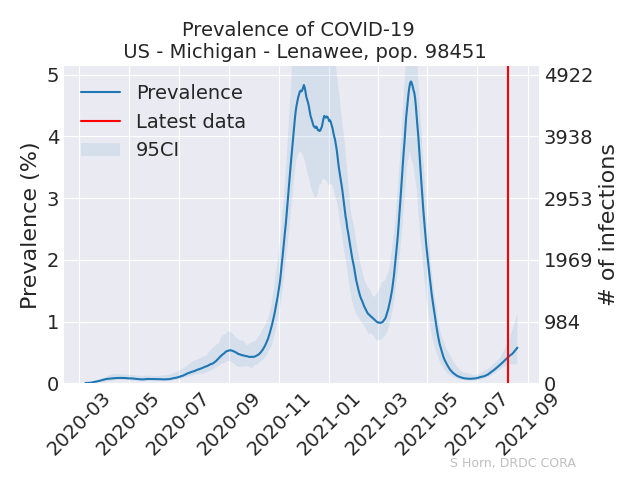 Prevalence of COVID-19
US - Michigan - Lenawee, pop. 98451
Prevalence
Latest data
95CI
Prevalence (%)
5
4
3
2
1
0
# of infections
4922
3938
2953
1969
984
0
2020-03
2020-05
2020-07
2020-09
2020-11
2021-01
2021-03
2021-05
2021-07
2021-09
S Horn, DRDC CORA